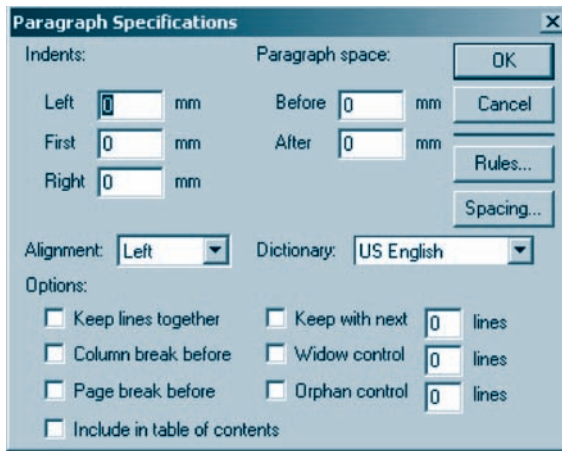 Paragraph Specifications
Indents: Paragraph space: OK
Left 0 mm Before 0 mm Cancel
First 0 mm After 0 mm
Rules...
Right 0 mm
Spacing...
Alignment: Left Dictionary: US English
Options:
Keep lines together Keep with next 0 lines
Column break before Widow control 0 lines
Page break before Orphan control 0 lines
Include in table of contents